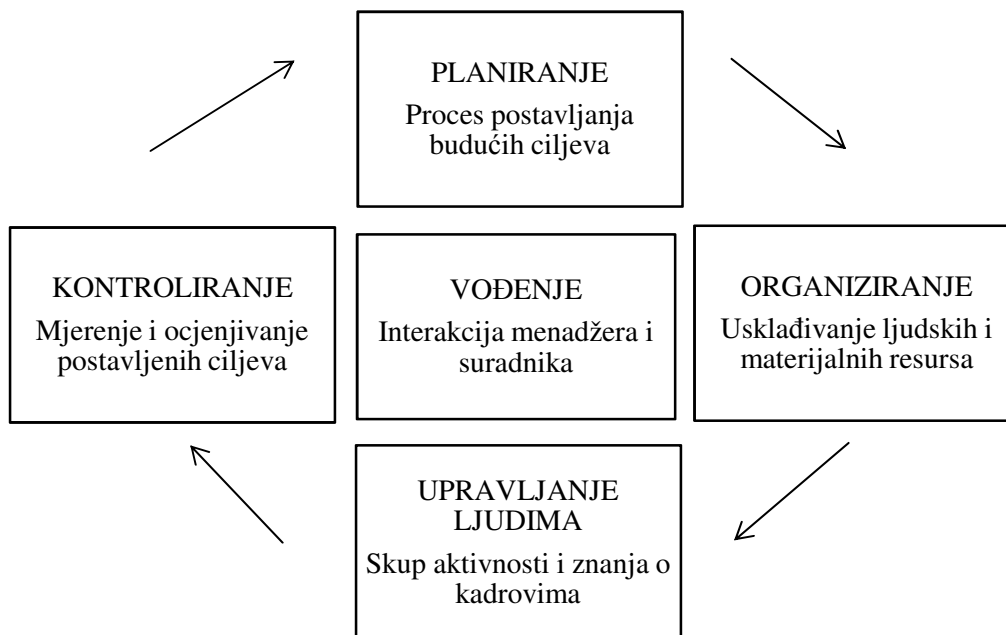 PLANIRANJE
Proces postavljanja
budućih ciljeva
KONTROLIRANJE
Mjerenje i ocjenjivanje
postavljenih ciljeva
VOĐENJE
Interakcija menadžera i
suradnika
ORGANIZIRANJE
Usklađivanje ljudskih i
materijalnih resursa
UPRAVLJANJE
LJUDIMA
Skup aktivnosti i znanja o
kadrovima